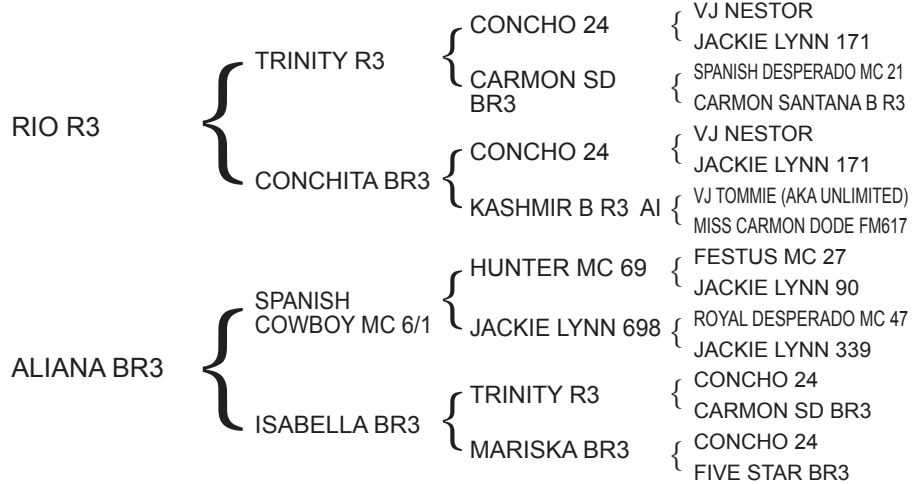 RIO R3
TRINITY R3
CONCHO 24
VJ NESTOR
JACKIE LYNN 171
CARMON SD
BR3
SPANISH DESPERADO MC 21
CARMON SANTANA B R3
CONCHITA BR3
CONCHO 24
VJ NESTOR
JACKIE LYNN 171
KASHMIR B R3 AI
VJ TOMMIE (AKA UNLIMITED)
MISS CARMON DODE FM617
ALIANA BR3
SPANISH
COWBOY MC 6/1
HUNTER MC 69
FESTUS MC 27
JACKIE LYNN 90
JACKIE LYNN 698
ROYAL DESPERADO MC 47
JACKIE LYNN 339
ISABELLA BR3
TRINITY R3
CONCHO 24
CARMON SD BR3
MARISKA BR3
CONCHO 24
FIVE STAR BR3